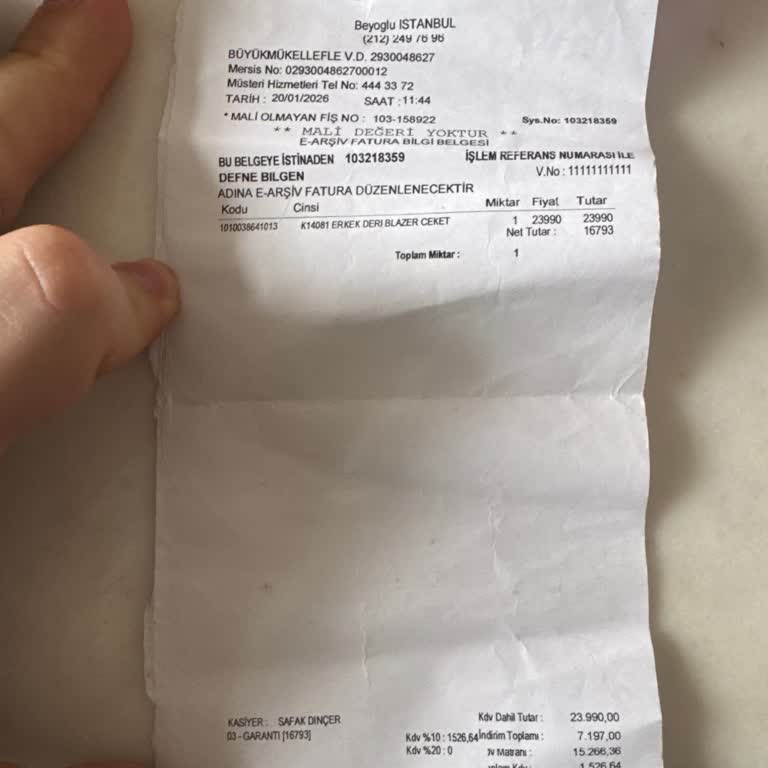 Beyoglu ISTANBUL
(212) 249 76 96
BÜYÜKMÜKELLEFLE V.D. 2930048627
Mersis No: 0293004862700012
Müsteri Hizmetleri Tel No: 444 33 72
TARİH : 20/01/2026 SAAT : 11:44
* MALİ OLMAYAN FİŞ NO : 103-158922 Sys.No: 103218359
** MALİ DEĞERİ YOKTUR **
E-ARŞİV FATURA BİLGİ BELGESİ
BU BELGEYE İSTİNADEN 103218359 İŞLEM REFERANS NUMARASI İLE
DEFNE BILGEN V.No : 11111111111
ADINA E-ARŞİV FATURA DÜZENLENECEKTİR
Kodu Cinsi Miktar Fiyat Tutar
1010038641013 K14081 ERKEK DERI BLAZER CEKET 1 23990 23990
Net Tutar : 16793
Toplam Miktar : 1
KASİYER : SAFAK DINÇER Kdv Dahil Tutar : 23.990,00
03 - GARANTI [16793] Kdv %10 : 1526,64 İndirim Toplamı : 7.197,00
Kdv %20 : 0 Matrahı : 15.266,36
1.526,64